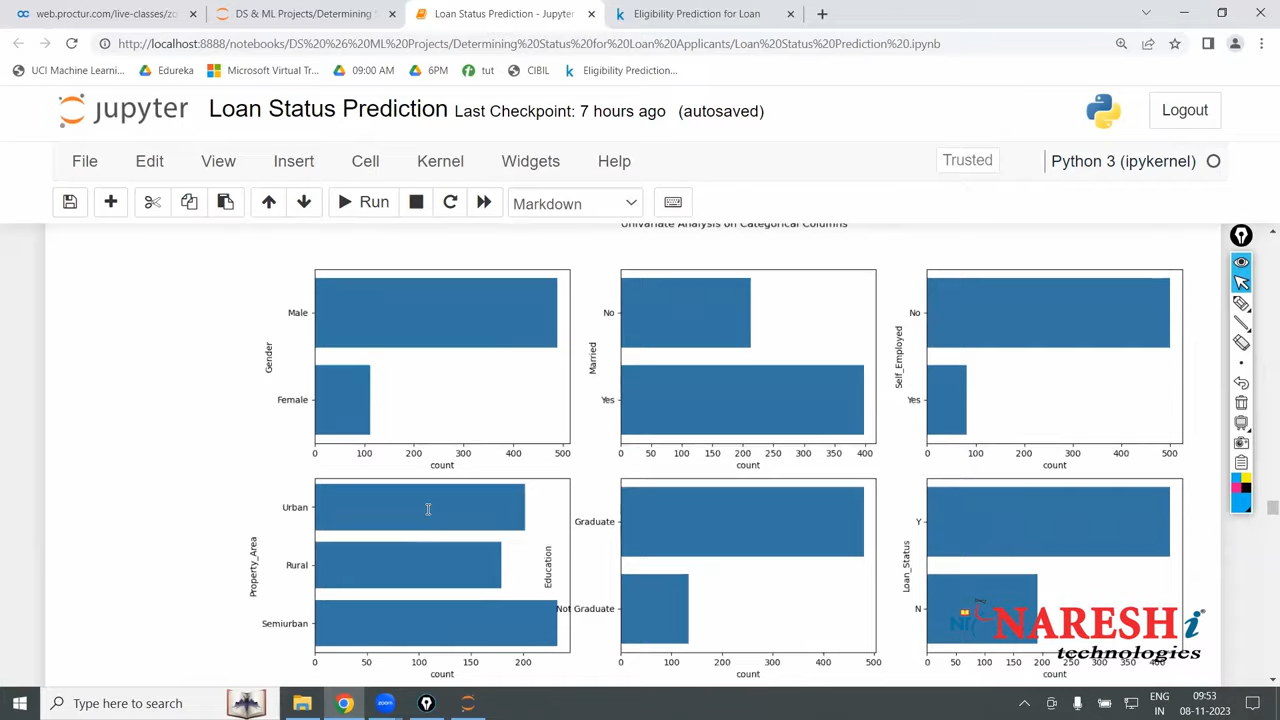 web.proctur.com/live-classes/zo
DS & ML Projects/Determining S
Loan Status Prediction - Jupyter
Eligibility Prediction for Loan
http://localhost:8888/notebooks/DS%20%26%20ML%20Projects/Determining%20Status%20for%20Loan%20Applicants/Loan%20Status%20Prediction%20.ipynb
UCI Machine Learni...
Edureka
Microsoft Virtual Tr...
09:00 AM
6PM
tut
CIBIL
Eligibility Prediction...
jupyter
Loan Status Prediction
Last Checkpoint: 7 hours ago
(autosaved)
Logout
File
Edit
View
Insert
Cell
Kernel
Widgets
Help
Trusted
Python 3 (ipykernel)
Run
Markdown
Univariate Analysis on Categorical Columns
Gender
Male
Female
0 100 200 300 400 500
count
Married
No
Yes
0 50 100 150 200 250 300 350 400
count
Self_Employed
No
Yes
0 100 200 300 400 500
count
Property_Area
Urban
Rural
Semiurban
0 50 100 150 200
count
Education
Graduate
Not Graduate
0 100 200 300 400 500
count
Loan_Status
Y
N
0 50 100 150 200 250 300 350 400
count
NARESH i
technologies
Type here to search
zoom
ENG
IN
09:53
08-11-2023